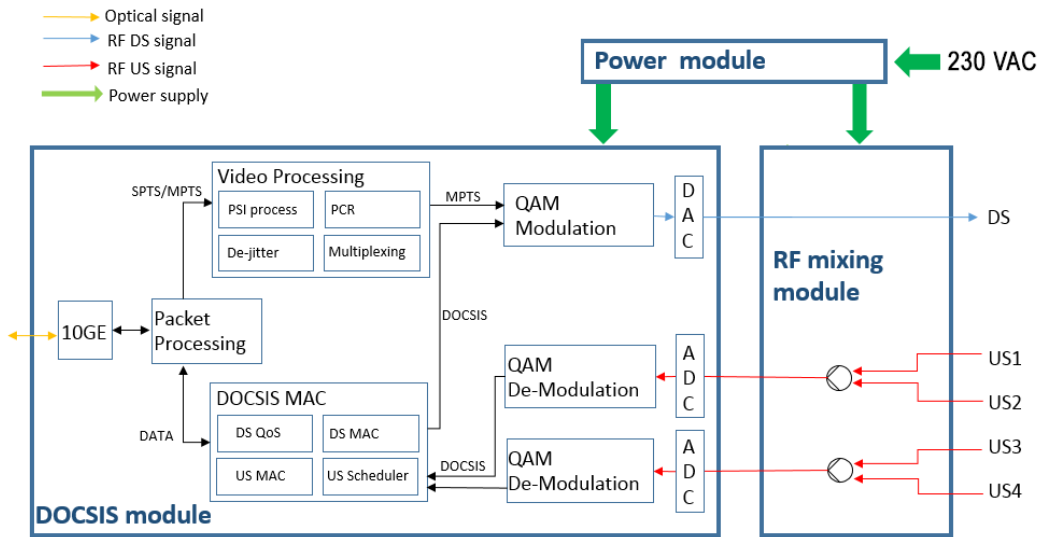 Optical signal
RF DS signal
RF US signal
Power supply
Power module
230 VAC
Video Processing
PSI process
PCR
De-jitter
Multiplexing
SPTS/MPTS
MPTS
QAM
Modulation
D
A
C
DS
RF mixing
module
10GE
Packet
Processing
DOCSIS
QAM
De-Modulation
A
D
C
US1
US2
DOCSIS MAC
DS QoS
DS MAC
US MAC
US Scheduler
DATA
DOCSIS
QAM
De-Modulation
A
D
C
US3
US4
DOCSIS module